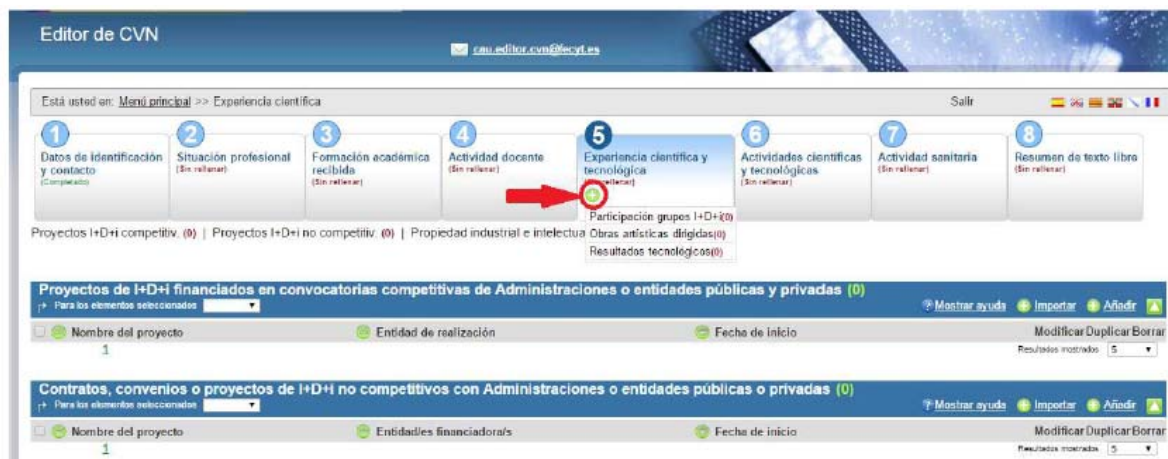 Editor de CVN
cau.editor.cvn@fecyt.es
Está usted en: Menú principal >> Experiencia científica
Salir
1
Datos de identificación
y contacto
(Completado)
2
Situación profesional
(Sin rellenar)
3
Formación académica
recibida
(Sin rellenar)
4
Actividad docente
(Sin rellenar)
5
Experiencia científica y
tecnológica
rellenar)
6
Actividades científicas
y tecnológicas
(Sin rellenar)
7
Actividad sanitaria
(Sin rellenar)
8
Resumen de texto libre
(Sin rellenar)
Participación grupos I+D+i(0)
Obras artísticas dirigidas(0)
Resultados tecnológicos(0)
Proyectos I+D+i competitiv. (0) | Proyectos I+D+i no competitiv. (0) | Propiedad industrial e intelectua
Proyectos de I+D+i financiados en convocatorias competitivas de Administraciones o entidades públicas y privadas (0)
Para los elementos seleccionados
Mostrar ayuda Importar Añadir
Nombre del proyecto Entidad de realización Fecha de inicio Modificar Duplicar Borrar
1 Resultados mostrados 5
Contratos, convenios o proyectos de I+D+i no competitivos con Administraciones o entidades públicas o privadas (0)
Para los elementos seleccionados
Mostrar ayuda Importar Añadir
Nombre del proyecto Entidad/es financiadora/s Fecha de inicio Modificar Duplicar Borrar
1 Resultados mostrados 5